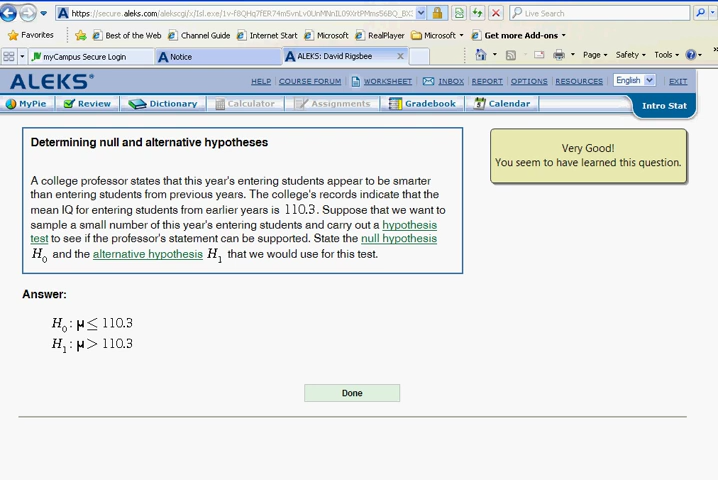 Favorites Best of the Web Channel Guide Internet Start Microsoft RealPlayer Microsoft Get more Add-ons
myCampus Secure Login Notice ALEKS: David Rigsbee Page Safety Tools
Live Search
ALEKS HELP COURSE FORUM WORKSHEET INBOX REPORT OPTIONS RESOURCES English EXIT
MyPie Review Dictionary Calculator Assignments Gradebook Calendar Intro Stat
Determining null and alternative hypotheses
A college professor states that this year's entering students appear to be smarter
than entering students from previous years. The college's records indicate that the
mean IQ for entering students from earlier years is 110.3. Suppose that we want to
sample a small number of this year's entering students and carry out a hypothesis
test to see if the professor's statement can be supported. State the null hypothesis
H₀ and the alternative hypothesis H₁ that we would use for this test.
Very Good!
You seem to have learned this question.
Answer:
H₀ : μ ≤ 110.3
H₁ : μ > 110.3
Done